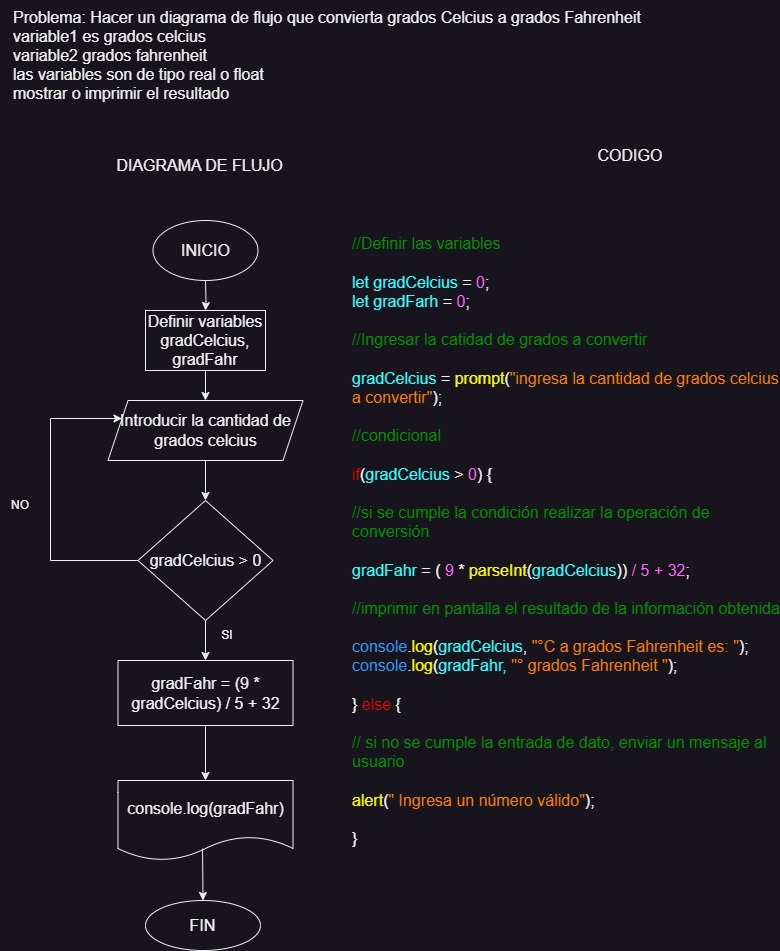 Problema: Hacer un diagrama de flujo que convierta grados Celcius a grados Fahrenheit
variable1 es grados celcius
variable2 grados fahrenheit
las variables son de tipo real o float
mostrar o imprimir el resultado
DIAGRAMA DE FLUJO
INICIO
Definir variables
gradCelcius,
gradFahr
Introducir la cantidad de
grados celcius
NO
gradCelcius > 0
SI
gradFahr = (9 *
gradCelcius) / 5 + 32
console.log(gradFahr)
FIN
CODIGO
//Definir las variables
let gradCelcius = 0;
let gradFarh = 0;
//Ingresar la catidad de grados a convertir
gradCelcius = prompt("ingresa la cantidad de grados celcius
a convertir");
//condicional
if(gradCelcius > 0) {
//si se cumple la condición realizar la operación de
conversión
gradFahr = ( 9 * parseInt(gradCelcius)) / 5 + 32;
//imprimir en pantalla el resultado de la información obtenida
console.log(gradCelcius, "°C a grados Fahrenheit es: ");
console.log(gradFahr, "° grados Fahrenheit ");
} else {
// si no se cumple la entrada de dato, enviar un mensaje al
usuario
alert(" Ingresa un número válido");
}